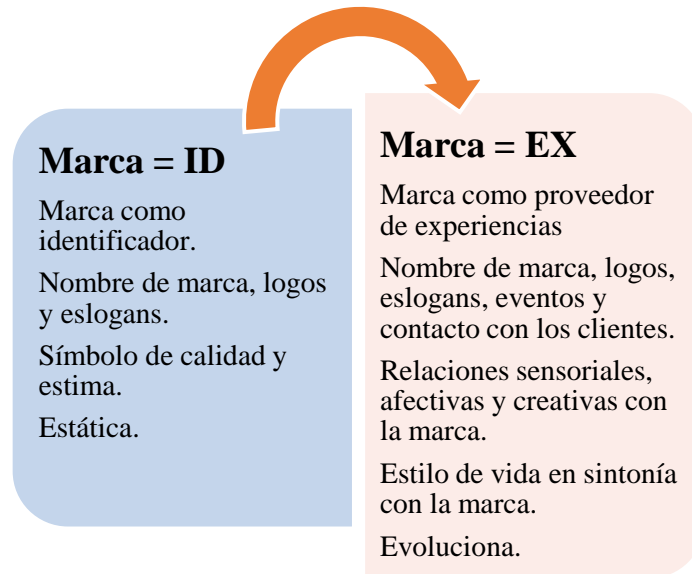 Marca = ID
Marca como
identificador.
Nombre de marca, logos
y eslogans.
Símbolo de calidad y
estima.
Estática.
Marca = EX
Marca como proveedor
de experiencias
Nombre de marca, logos,
eslogans, eventos y
contacto con los clientes.
Relaciones sensoriales,
afectivas y creativas con
la marca.
Estilo de vida en sintonía
con la marca.
Evoluciona.